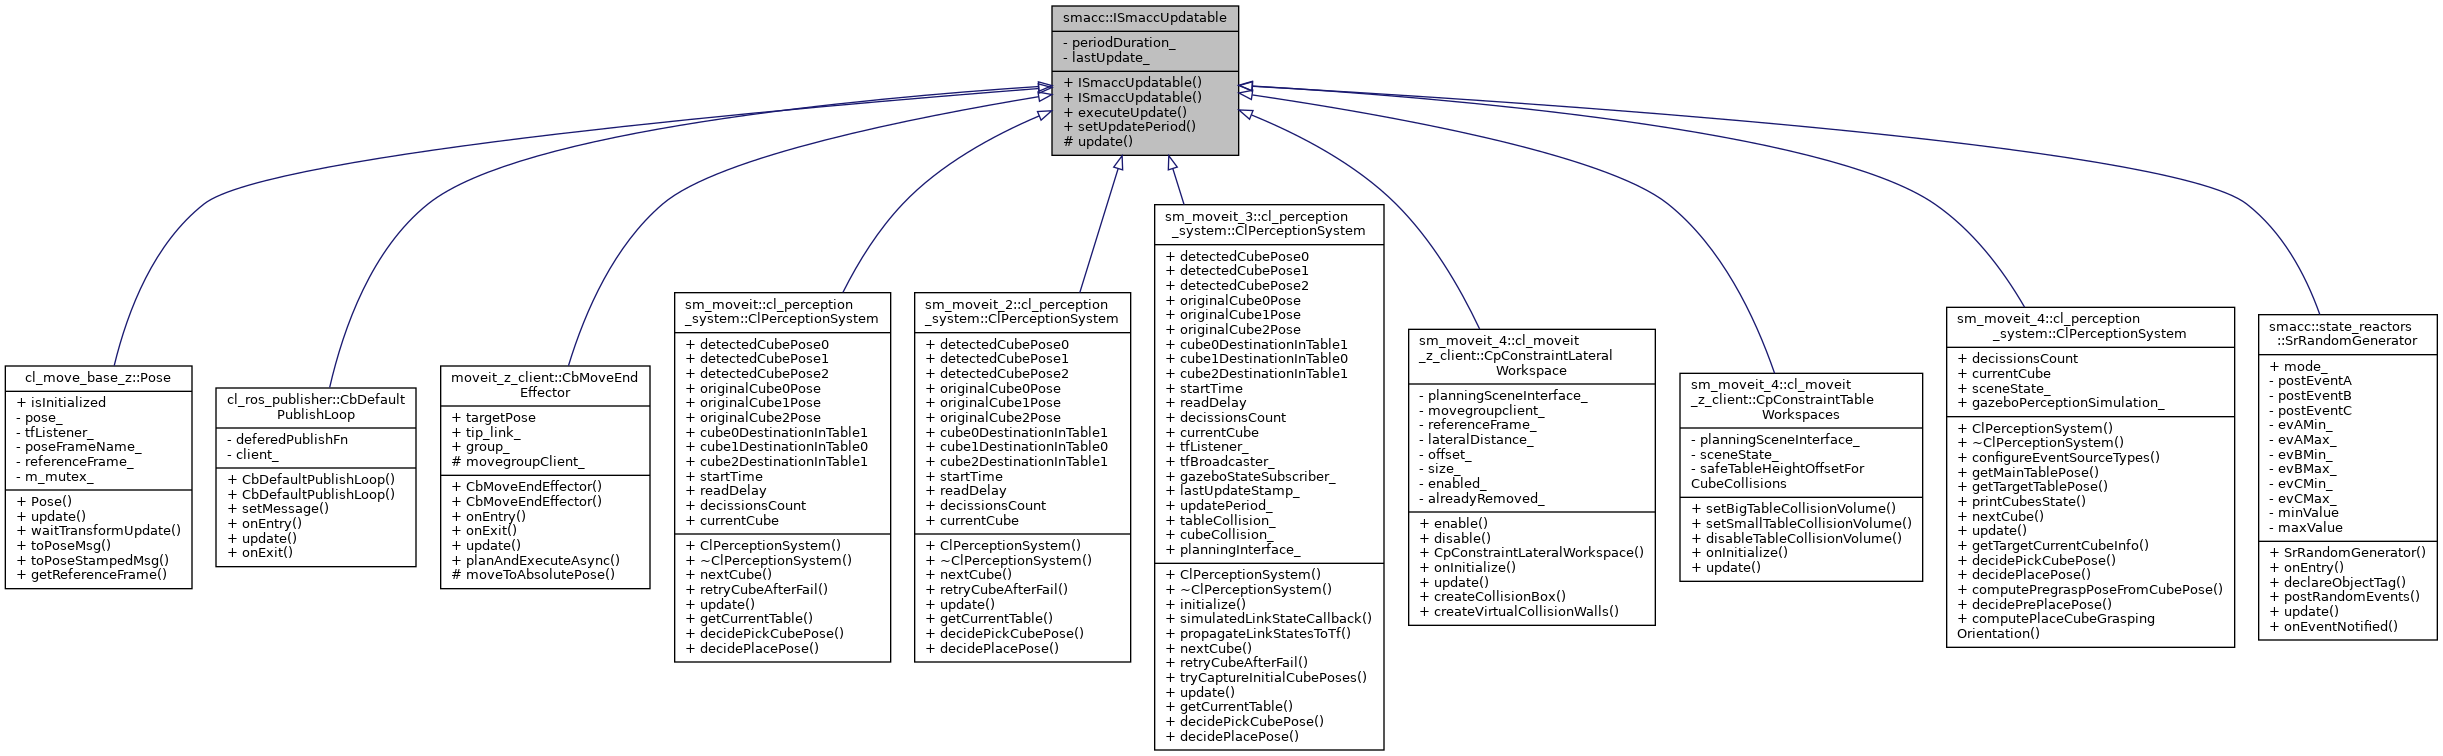 smacc::ISmaccUpdatable
- periodDuration_
- lastUpdate_
+ ISmaccUpdatable()
+ ISmaccUpdatable()
+ executeUpdate()
+ setUpdatePeriod()
# update()
cl_move_base_z::Pose
+ isInitialized
- pose_
- tfListener_
- poseFrameName_
- referenceFrame_
- m_mutex_
+ Pose()
+ update()
+ waitTransformUpdate()
+ toPoseMsg()
+ toPoseStampedMsg()
+ getReferenceFrame()
cl_ros_publisher::CbDefault
PublishLoop
- deferedPublishFn
- client_
+ CbDefaultPublishLoop()
+ CbDefaultPublishLoop()
+ setMessage()
+ onEntry()
+ update()
+ onExit()
moveit_z_client::CbMoveEnd
Effector
+ targetPose
+ tip_link_
+ group_
# movegroupClient_
+ CbMoveEndEffector()
+ CbMoveEndEffector()
+ onEntry()
+ onExit()
+ update()
+ planAndExecuteAsync()
# moveToAbsolutePose()
sm_moveit::cl_perception
_system::ClPerceptionSystem
+ detectedCubePose0
+ detectedCubePose1
+ detectedCubePose2
+ originalCube0Pose
+ originalCube1Pose
+ originalCube2Pose
+ cube0DestinationInTable1
+ cube1DestinationInTable0
+ cube2DestinationInTable1
+ startTime
+ readDelay
+ decissionsCount
+ currentCube
+ ClPerceptionSystem()
+ ~ClPerceptionSystem()
+ nextCube()
+ retryCubeAfterFail()
+ update()
+ getCurrentTable()
+ decidePickCubePose()
+ decidePlacePose()
sm_moveit_2::cl_perception
_system::ClPerceptionSystem
+ detectedCubePose0
+ detectedCubePose1
+ detectedCubePose2
+ originalCube0Pose
+ originalCube1Pose
+ originalCube2Pose
+ cube0DestinationInTable1
+ cube1DestinationInTable0
+ cube2DestinationInTable1
+ startTime
+ readDelay
+ decissionsCount
+ currentCube
+ ClPerceptionSystem()
+ ~ClPerceptionSystem()
+ nextCube()
+ retryCubeAfterFail()
+ update()
+ getCurrentTable()
+ decidePickCubePose()
+ decidePlacePose()
sm_moveit_3::cl_perception
_system::ClPerceptionSystem
+ detectedCubePose0
+ detectedCubePose1
+ detectedCubePose2
+ originalCube0Pose
+ originalCube1Pose
+ originalCube2Pose
+ cube0DestinationInTable1
+ cube1DestinationInTable0
+ cube2DestinationInTable1
+ startTime
+ readDelay
+ decissionsCount
+ currentCube
+ tfListener_
+ tfBroadcaster_
+ gazeboStateSubscriber_
+ lastUpdateStamp_
+ updatePeriod_
+ tableCollision_
+ cubeCollision_
+ planningInterface_
+ ClPerceptionSystem()
+ ~ClPerceptionSystem()
+ initialize()
+ simulatedLinkStateCallback()
+ propagateLinkStatesToTf()
+ nextCube()
+ retryCubeAfterFail()
+ tryCaptureInitialCubePoses()
+ update()
+ getCurrentTable()
+ decidePickCubePose()
+ decidePlacePose()
sm_moveit_4::cl_moveit
_z_client::CpConstraintLateral
Workspace
- planningSceneInterface_
- movegroupclient_
- referenceFrame_
- lateralDistance_
- offset_
- size_
- enabled_
- alreadyRemoved_
+ enable()
+ disable()
+ CpConstraintLateralWorkspace()
+ onInitialize()
+ update()
+ createCollisionBox()
+ createVirtualCollisionWalls()
sm_moveit_4::cl_moveit
_z_client::CpConstraintTable
Workspaces
- planningSceneInterface_
- sceneState_
- safeTableHeightOffsetFor
CubeCollisions
+ setBigTableCollisionVolume()
+ setSmallTableCollisionVolume()
+ disableTableCollisionVolume()
+ onInitialize()
+ update()
sm_moveit_4::cl_perception
_system::ClPerceptionSystem
+ decissionsCount
+ currentCube
+ sceneState_
+ gazeboPerceptionSimulation_
+ ClPerceptionSystem()
+ ~ClPerceptionSystem()
+ configureEventSourceTypes()
+ getMainTablePose()
+ getTargetTablePose()
+ printCubesState()
+ nextCube()
+ update()
+ getTargetCurrentCubeInfo()
+ decidePickCubePose()
+ decidePlacePose()
+ computePregraspPoseFromCubePose()
+ decidePrePlacePose()
+ computePlaceCubeGrasping
Orientation()
smacc::state_reactors
::SrRandomGenerator
+ mode_
- postEventA
- postEventB
- postEventC
- evAMin_
- evAMax_
- evBMin_
- evBMax_
- evCMin_
- evCMax_
- minValue
- maxValue
+ SrRandomGenerator()
+ onEntry()
+ declareObjectTag()
+ postRandomEvents()
+ update()
+ onEventNotified()